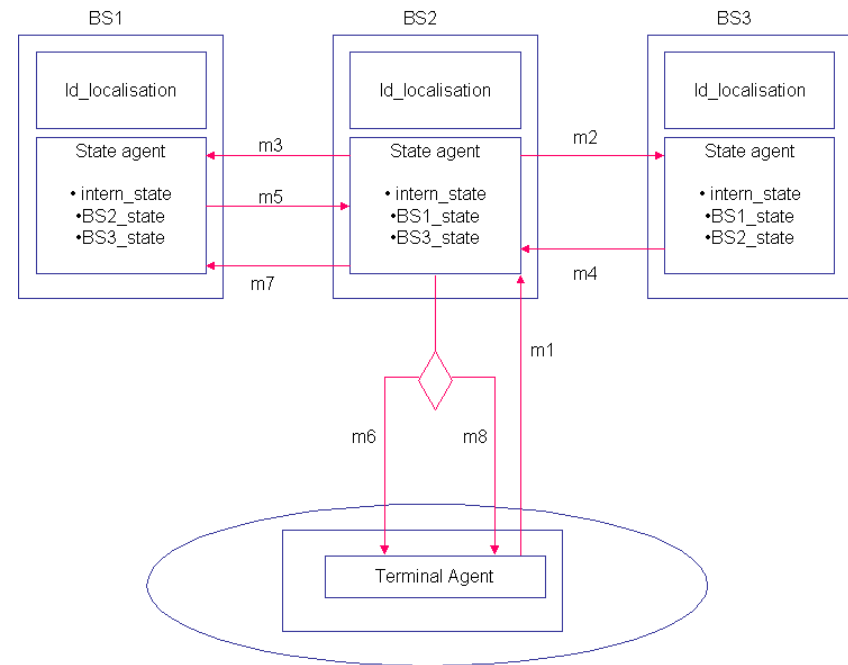 BS1
BS2
BS3
Id_localisation
Id_localisation
Id_localisation
State agent
• intern_state
•BS2_state
•BS3_state
State agent
• intern_state
•BS1_state
•BS3_state
State agent
• intern_state
•BS1_state
•BS2_state
m3
m5
m7
m2
m4
m1
m6
m8
Terminal Agent